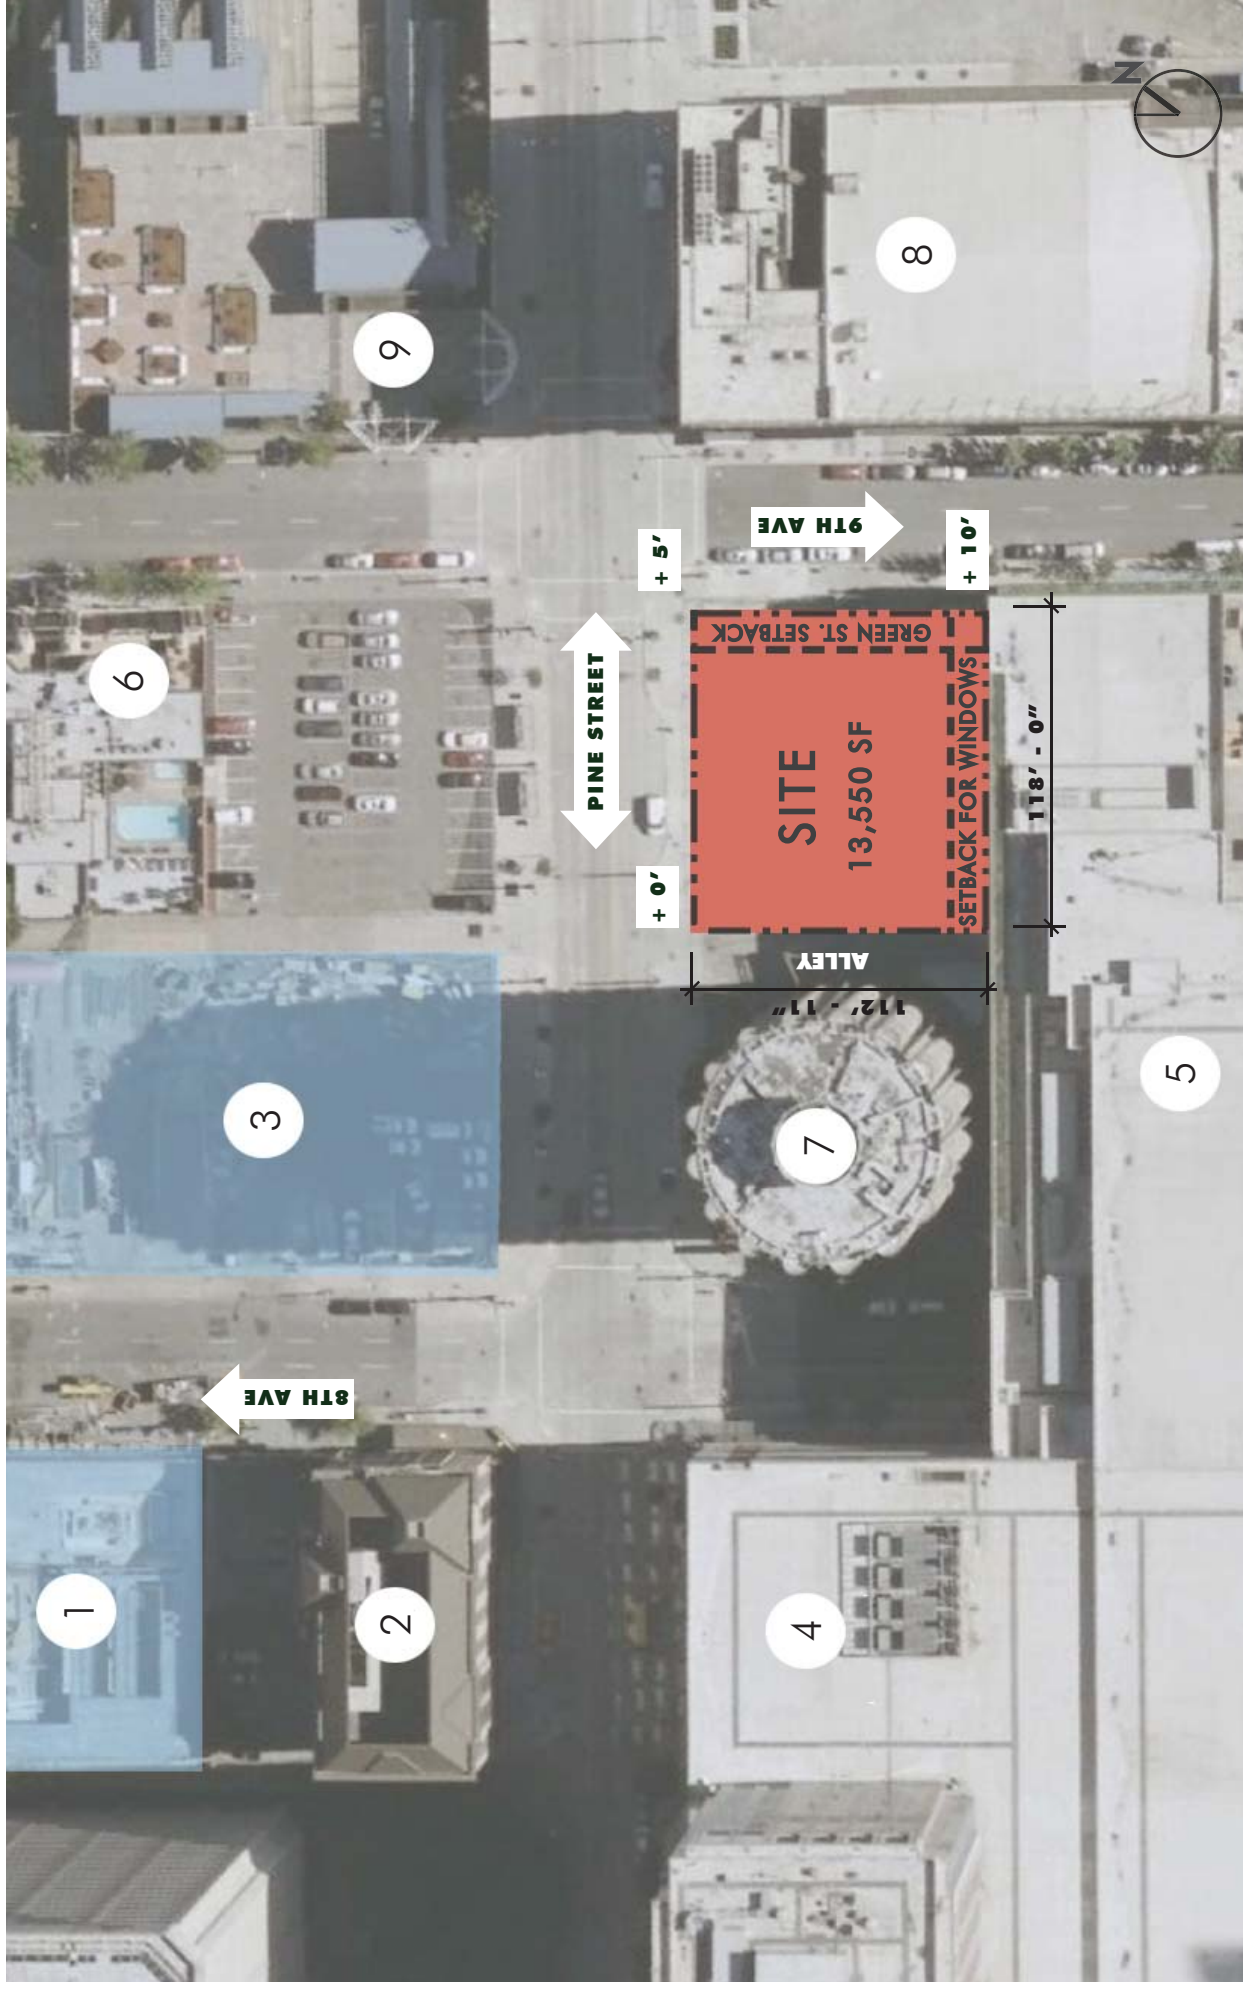 1
2
3
4
5
6
7
8
9
N
8TH AVE
PINE STREET
9TH AVE
+ 0’
+ 5’
+ 10’
ALLEY
112’ - 11”
SITE
13,550 SF
GREEN ST. SETBACK
SETBACK FOR WINDOWS
118’ - 0”